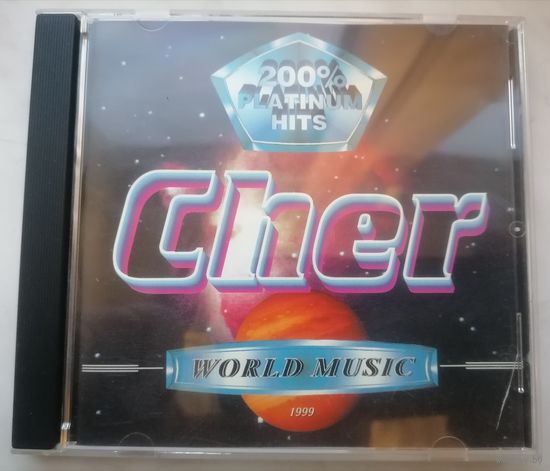 200%
PLATINUM
HITS
Cher
WORLD MUSIC
1999